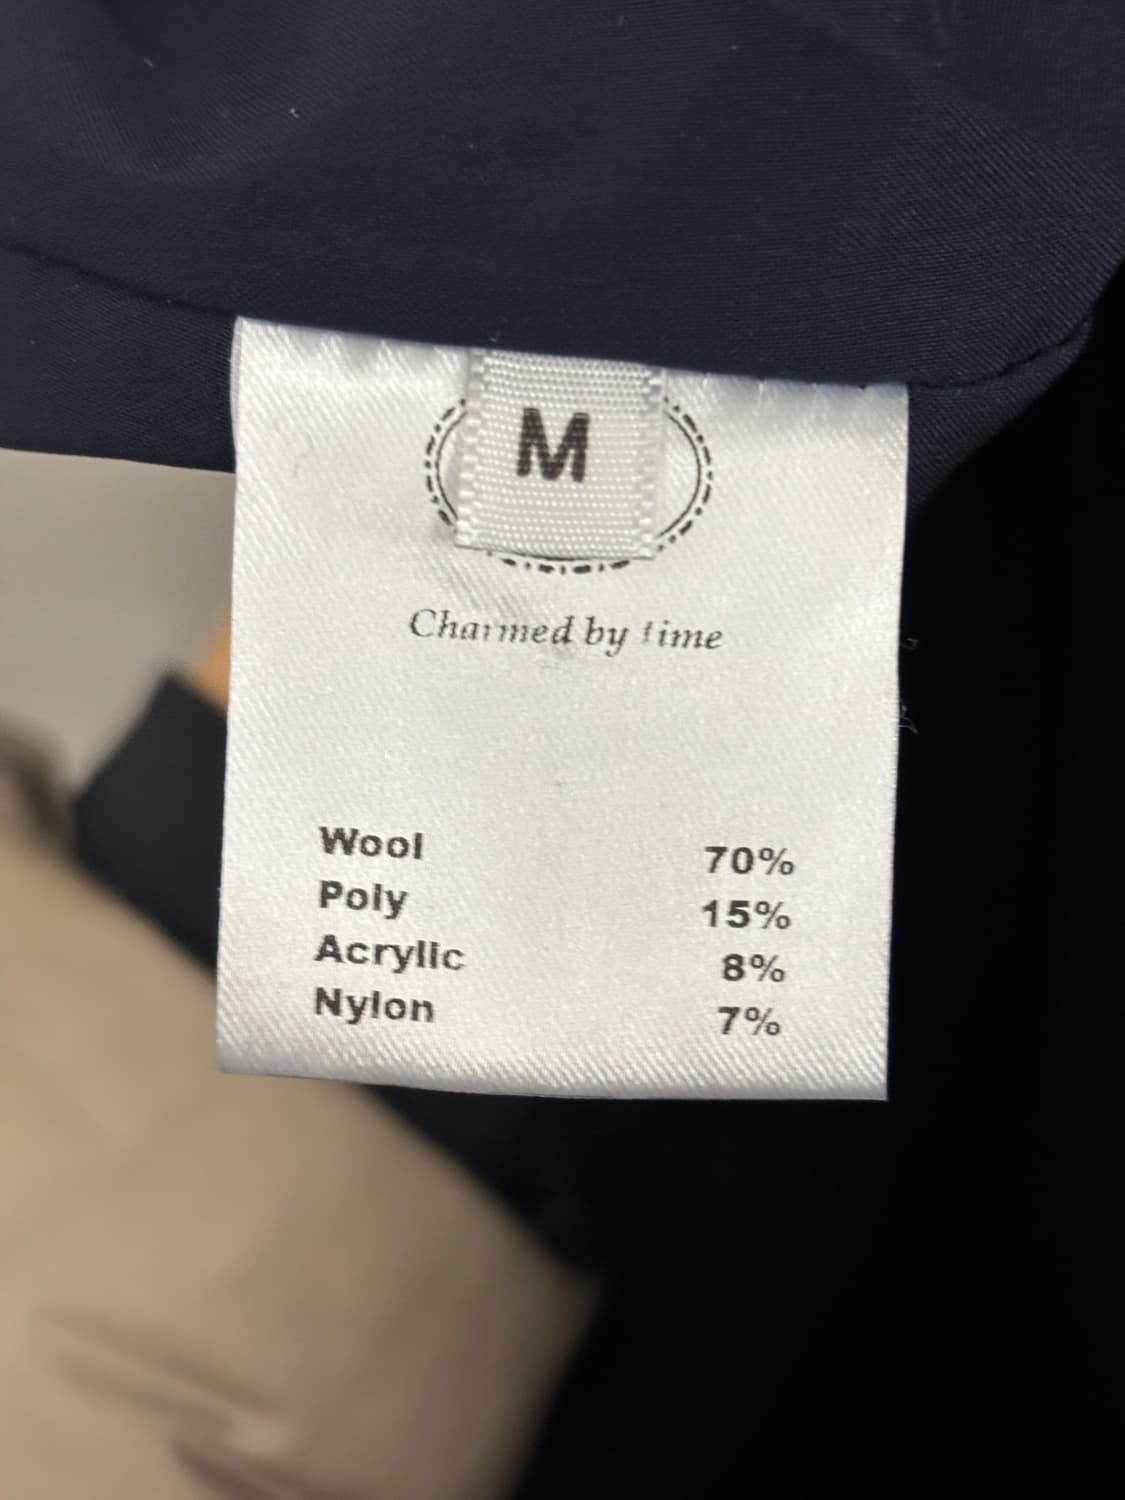 M
Charmed by time
Wool 70%
Poly 15%
Acrylic 8%
Nylon 7%